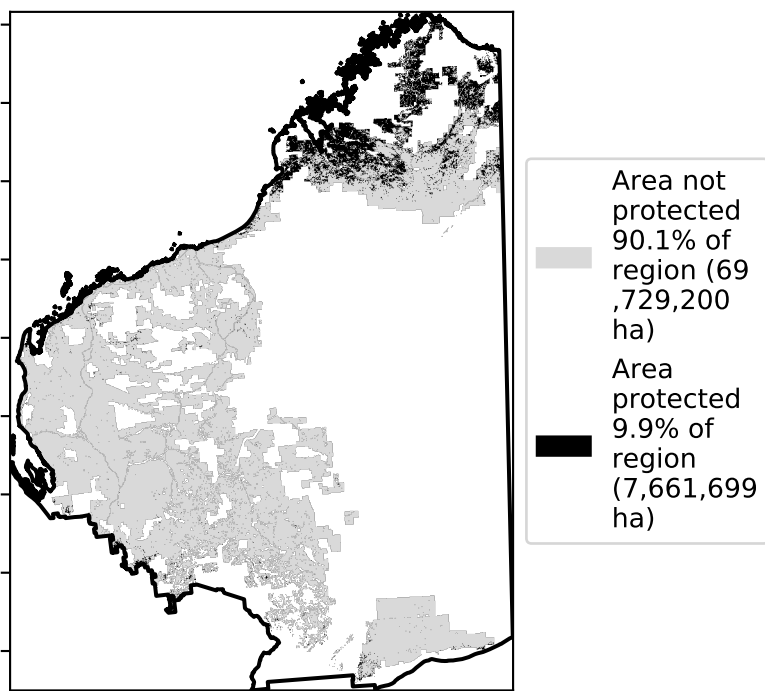 Area not
protected
90.1% of
region (69
,729,200
ha)
Area
protected
9.9% of
region
(7,661,699
ha)